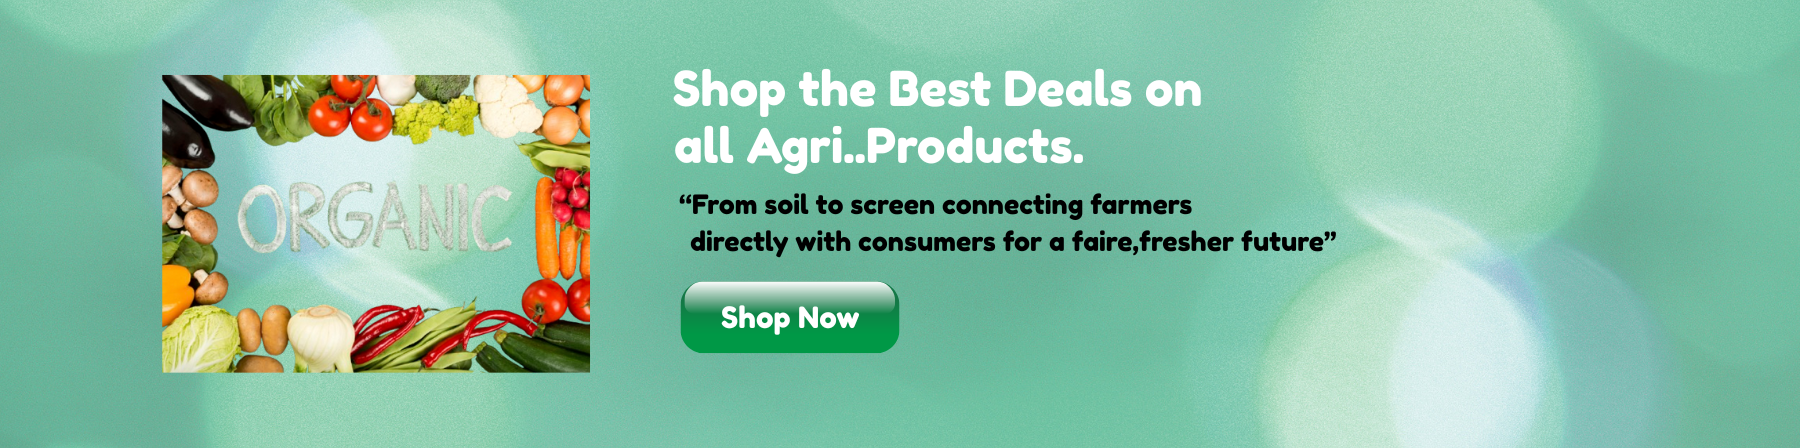 ORGANIC
Shop the Best Deals on
all Agri..Products.
“From soil to screen connecting farmers
directly with consumers for a faire,fresher future”
Shop Now